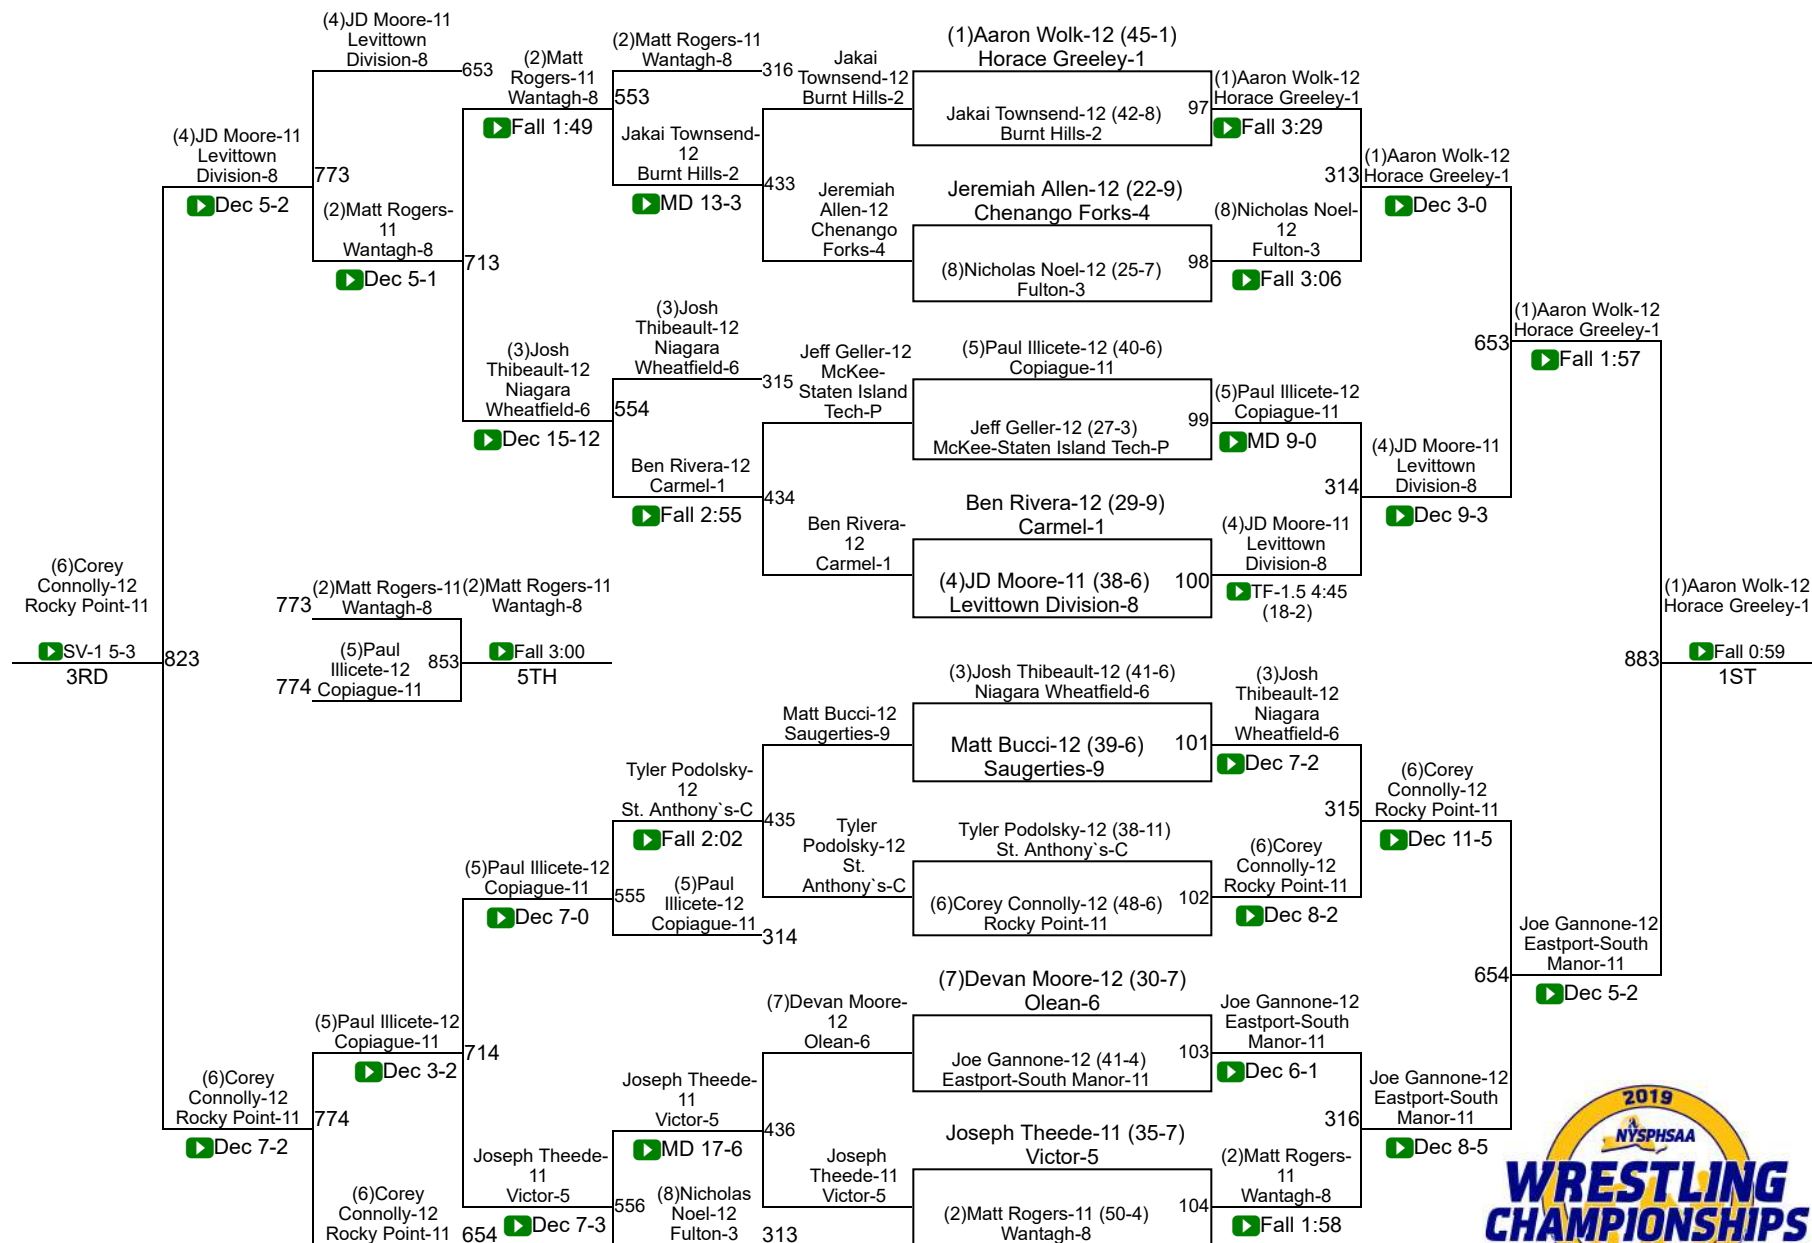 (4)JD Moore-11
Levittown
Division-8
653
(2)Matt
Rogers-11
Wantagh-8
Fall 1:49
(2)Matt Rogers-11
Wantagh-8
316
553
Jakai Townsend-
12
Burnt Hills-2
MD 13-3
433
Jakai
Townsend-12
Burnt Hills-2
Jeremiah
Allen-12
Chenango
Forks-4
(1)Aaron Wolk-12 (45-1)
Horace Greeley-1
Jakai Townsend-12 (42-8)
Burnt Hills-2
97
(1)Aaron Wolk-12
Horace Greeley-1
Fall 3:29
Jeremiah Allen-12 (22-9)
Chenango Forks-4
(8)Nicholas Noel-12 (25-7)
Fulton-3
98
(8)Nicholas Noel-
12
Fulton-3
Fall 3:06
313
(1)Aaron Wolk-12
Horace Greeley-1
Dec 3-0
(4)JD Moore-11
Levittown
Division-8
Dec 5-2
773
(2)Matt Rogers-
11
Wantagh-8
Dec 5-1
713
(3)Josh
Thibeault-12
Niagara
Wheatfield-6
Dec 15-12
(3)Josh
Thibeault-12
Niagara
Wheatfield-6
315
554
Ben Rivera-12
Carmel-1
Fall 2:55
434
Jeff Geller-12
McKee-
Staten Island
Tech-P
Ben Rivera-
12
Carmel-1
(5)Paul Illicete-12 (40-6)
Copiague-11
Jeff Geller-12 (27-3)
McKee-Staten Island Tech-P
99
(5)Paul Illicete-12
Copiague-11
MD 9-0
Ben Rivera-12 (29-9)
Carmel-1
(4)JD Moore-11 (38-6)
Levittown Division-8
100
(4)JD Moore-11
Levittown
Division-8
TF-1.5 4:45
(18-2)
314
(4)JD Moore-11
Levittown
Division-8
Dec 9-3
653
(1)Aaron Wolk-12
Horace Greeley-1
Fall 1:57
(6)Corey
Connolly-12
Rocky Point-11
SV-1 5-3
3RD
823
773
(2)Matt Rogers-11
Wantagh-8
774
(5)Paul
Illicete-12
Copiague-11
853
(2)Matt Rogers-11
Wantagh-8
Fall 3:00
5TH
883
(1)Aaron Wolk-12
Horace Greeley-1
Fall 0:59
1ST
(3)Josh Thibeault-12 (41-6)
Niagara Wheatfield-6
Matt Bucci-12 (39-6)
Saugerties-9
101
(3)Josh
Thibeault-12
Niagara
Wheatfield-6
Dec 7-2
Matt Bucci-12
Saugerties-9
Tyler Podolsky-
12
St. Anthony`s-C
Fall 2:02
435
Tyler
Podolsky-12
St.
Anthony`s-C
Tyler Podolsky-12 (38-11)
St. Anthony`s-C
(6)Corey Connolly-12 (48-6)
Rocky Point-11
102
(6)Corey
Connolly-12
Rocky Point-11
Dec 8-2
315
(6)Corey
Connolly-12
Rocky Point-11
Dec 11-5
(5)Paul Illicete-12
Copiague-11
Dec 7-0
555
(5)Paul
Illicete-12
Copiague-11
314
654
Joe Gannone-12
Eastport-South
Manor-11
Dec 5-2
(5)Paul Illicete-12
Copiague-11
Dec 3-2
714
(7)Devan Moore-
12
Olean-6
(7)Devan Moore-12 (30-7)
Olean-6
Joe Gannone-12 (41-4)
Eastport-South Manor-11
103
Joe Gannone-12
Eastport-South
Manor-11
Dec 6-1
(6)Corey
Connolly-12
Rocky Point-11
Dec 7-2
774
Joseph Theede-
11
Victor-5
MD 17-6
436
Joseph
Theede-11
Victor-5
Joseph Theede-11 (35-7)
Victor-5
(2)Matt Rogers-11 (50-4)
Wantagh-8
104
(2)Matt Rogers-
11
Wantagh-8
Fall 1:58
316
Joe Gannone-12
Eastport-South
Manor-11
Dec 8-5
(6)Corey
Connolly-12
Rocky Point-11
654
Joseph Theede-
11
Victor-5
Dec 7-3
556
(8)Nicholas
Noel-12
Fulton-3
313
2019
NYSPHSAA
WRESTLING
CHAMPIONSHIPS